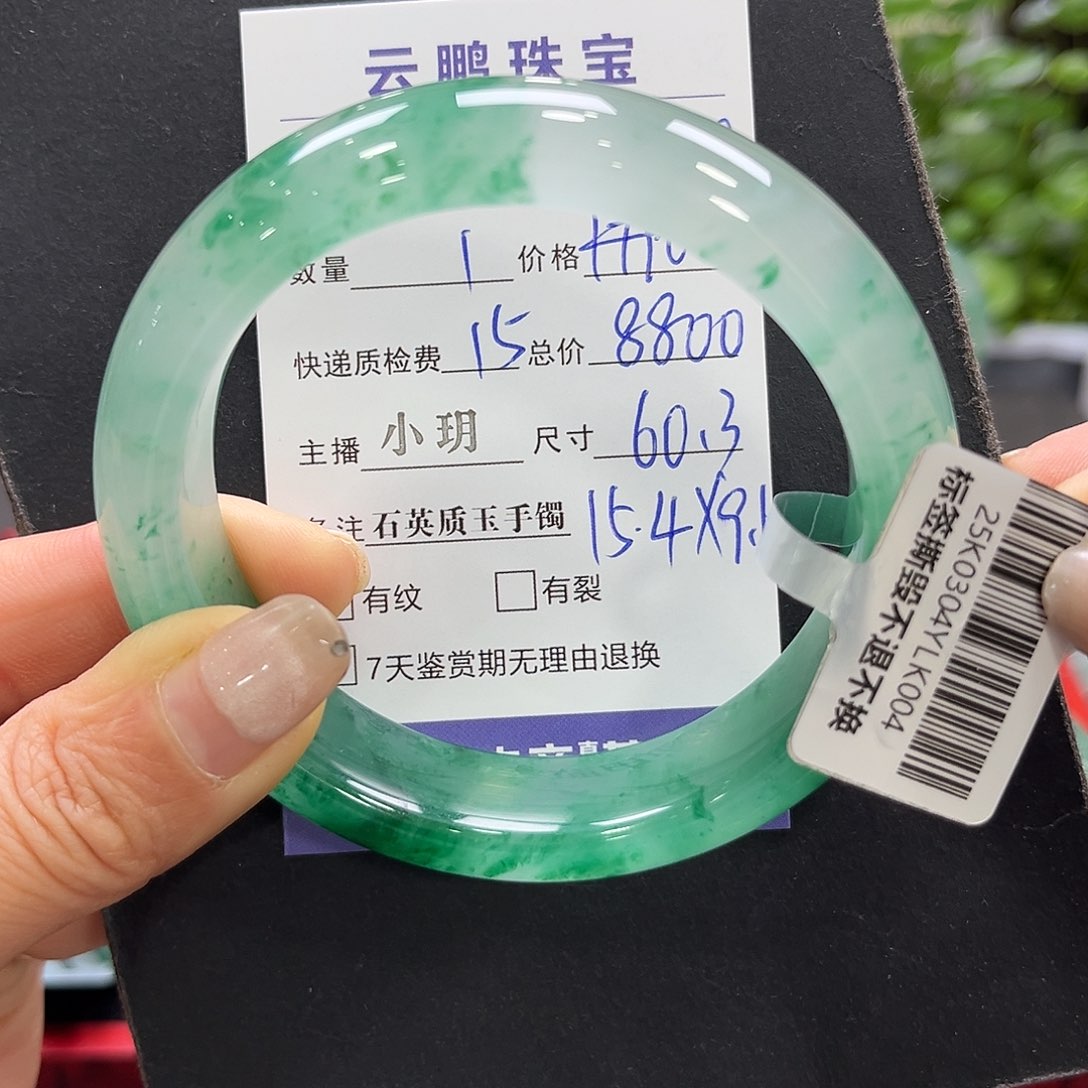 云鹏珠宝
数量 1 价格
快递质检费 15 总价 8800
主播 小玥 尺寸 60.3
备注 石英质玉手镯 15.4X9.1
有纹 有裂
7天鉴赏期无理由退换
标签撕毁不退不换
25K0304YLK004